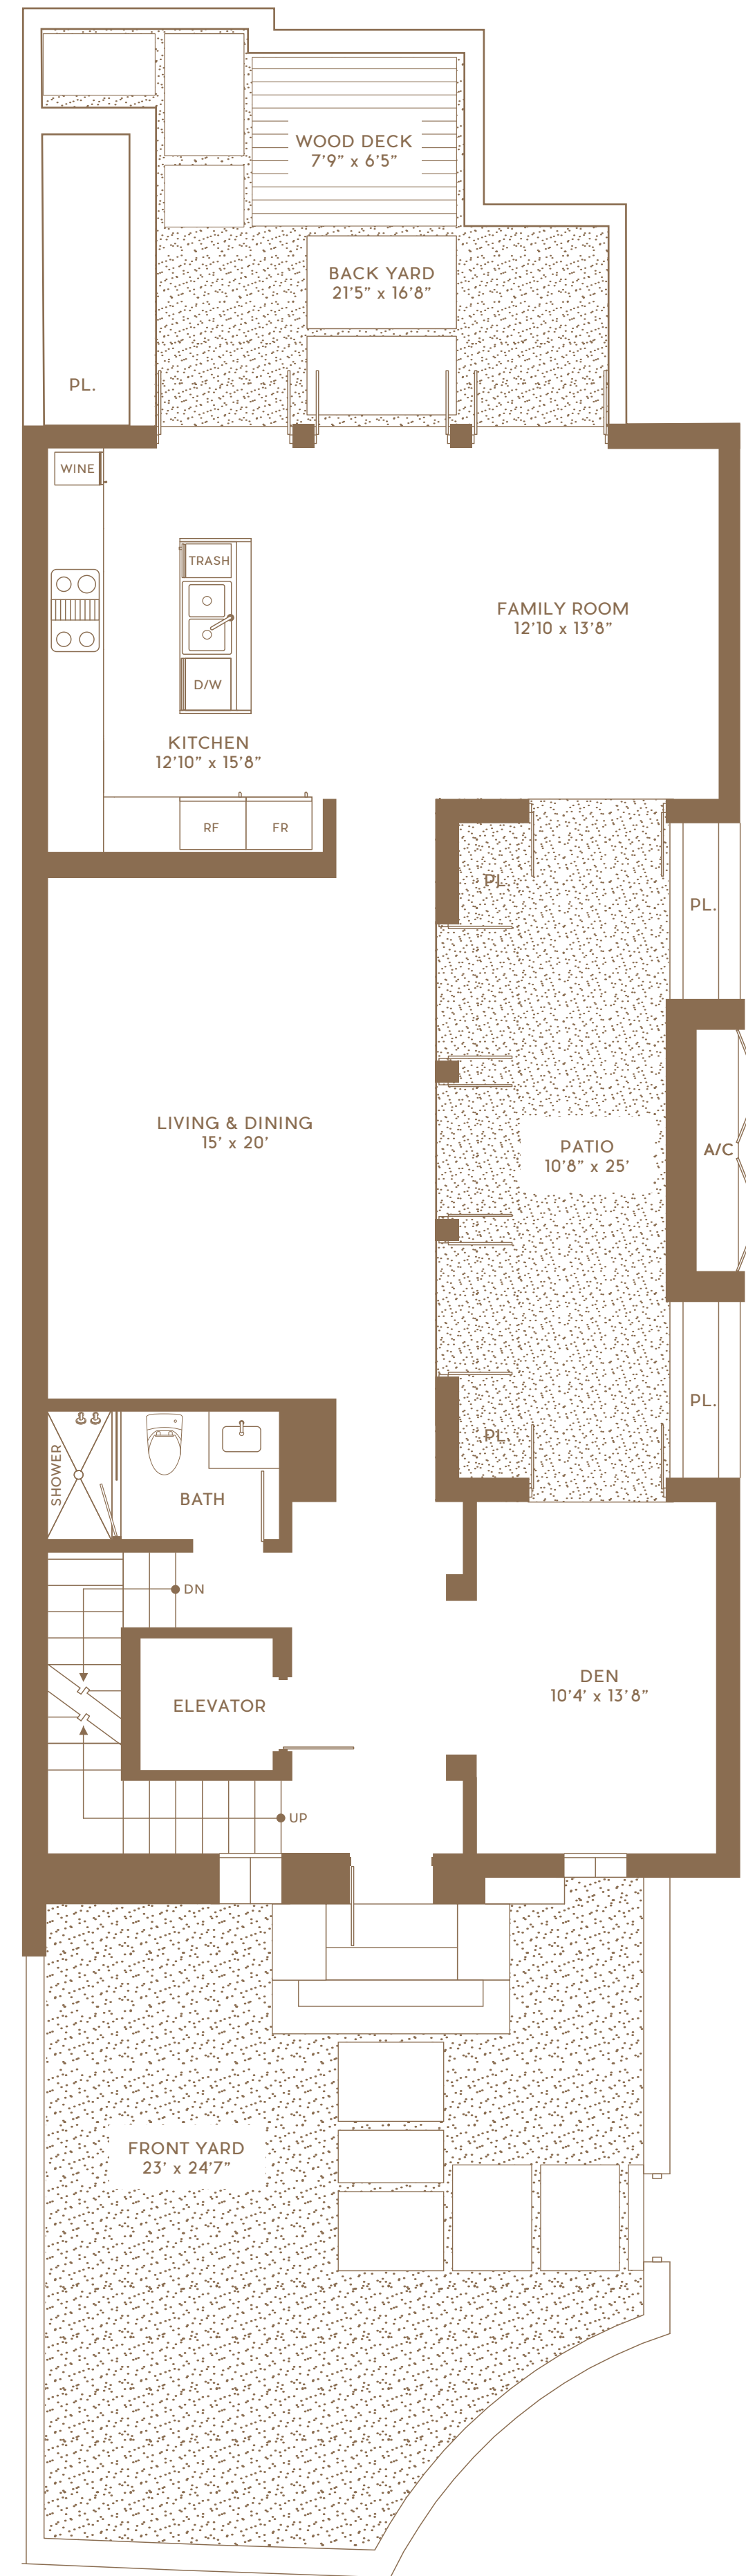 WOOD DECK
7'9" x 6'5"
BACK YARD
21'5" x 16'8"
PL.
WINE
TRASH
FAMILY ROOM
12'10 x 13'8"
D/W
KITCHEN
12'10" x 15'8"
RF
FR
PL.
PL.
LIVING & DINING
15' x 20'
PATIO
10'8" x 25'
A/C
PL.
PL.
SHOWER
BATH
DN
DEN
10'4' x 13'8"
ELEVATOR
UP
FRONT YARD
23' x 24'7"